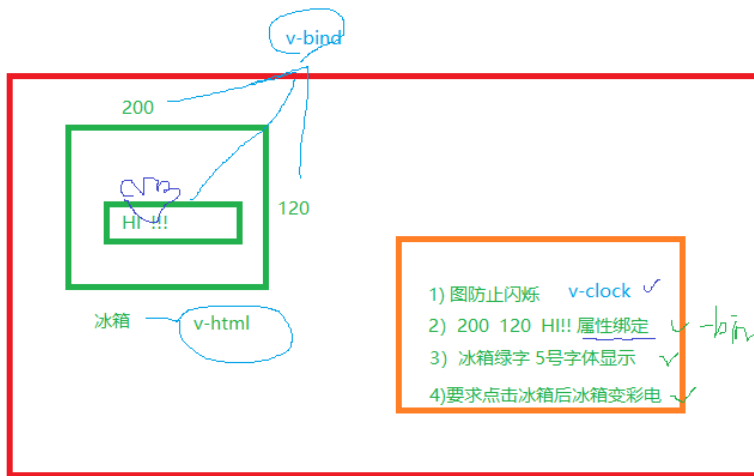 v-bind
200
HI !!!
120
冰箱
v-html
1) 图防止闪烁 v-clock
2）200 120 HI!! 属性绑定 -bin
3）冰箱绿字 5号字体显示
4)要求点击冰箱后冰箱变彩电